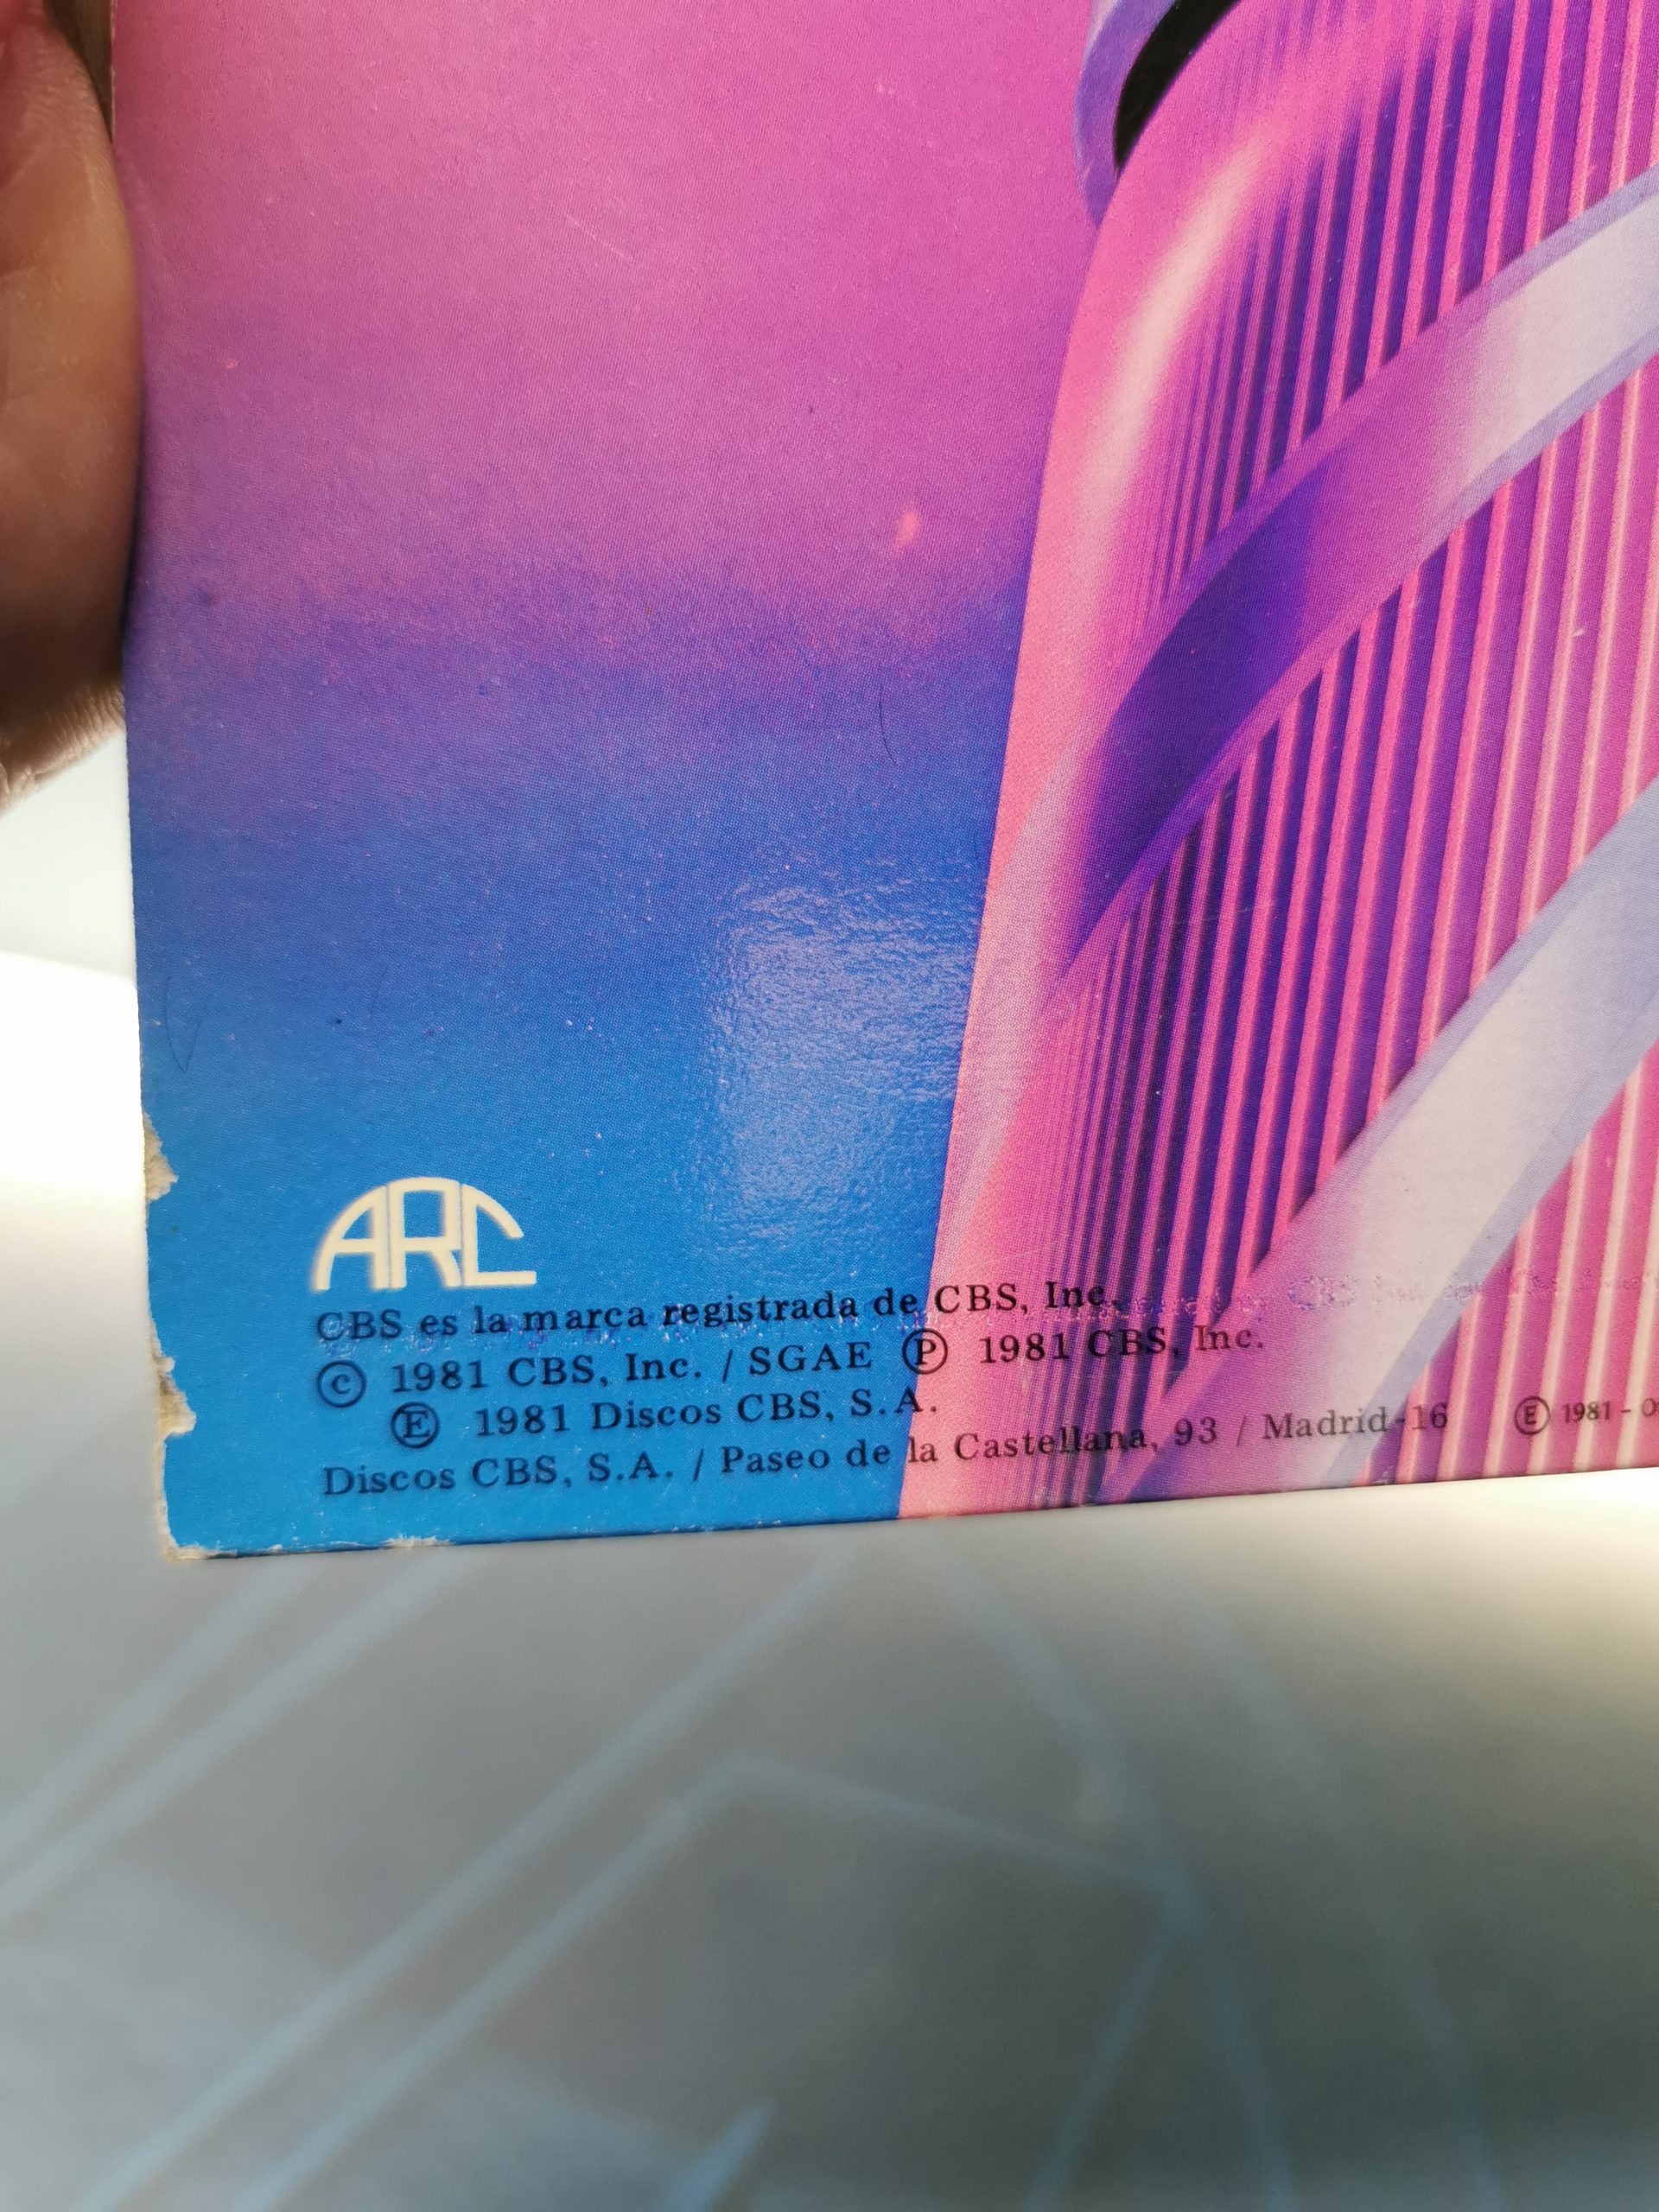 ARC
CBS es la marca registrada de CBS, Inc.
© 1981 CBS, Inc. / SGAE Ⓟ 1981 CBS, Inc.
Ⓔ 1981 Discos CBS, S.A.
Discos CBS, S.A. / Paseo de la Castellana, 93 / Madrid-16 Ⓔ 1981 -